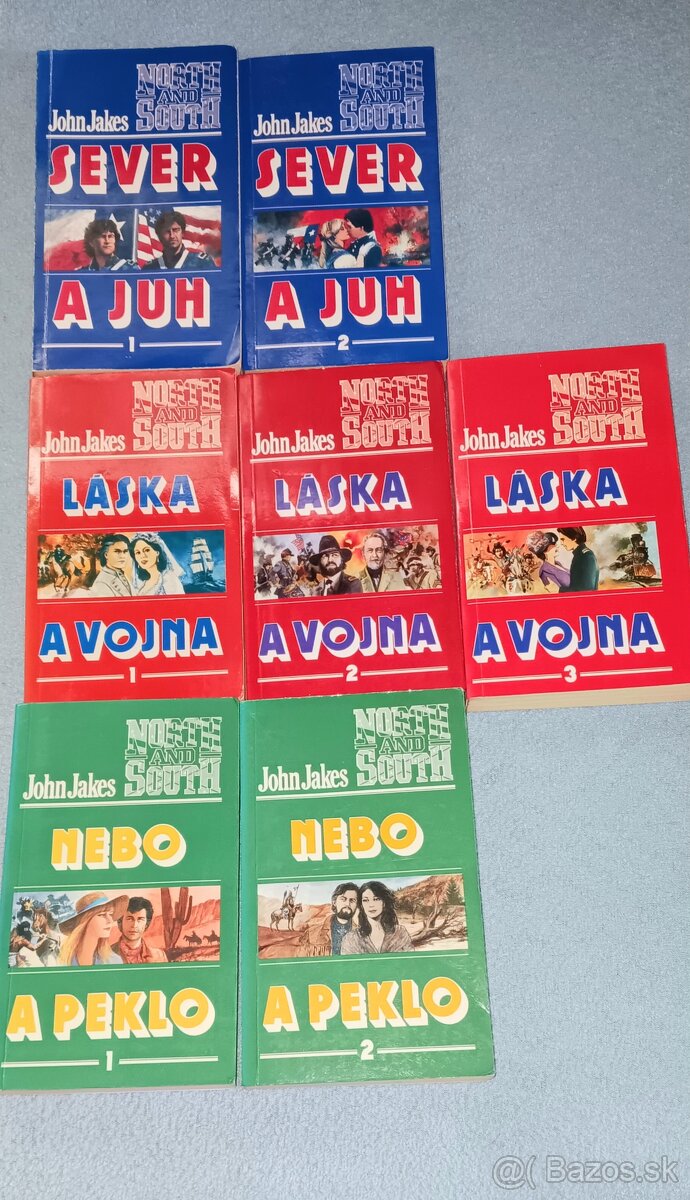 NORTH
AND
SOUTH
John Jakes
SEVER
A JUH
1
NORTH
AND
SOUTH
John Jakes
SEVER
A JUH
2
NORTH
AND
SOUTH
John Jakes
LÁSKA
A VOJNA
1
NORTH
AND
SOUTH
John Jakes
LÁSKA
A VOJNA
2
NORTH
AND
SOUTH
John Jakes
LÁSKA
A VOJNA
3
NORTH
AND
SOUTH
John Jakes
NEBO
A PEKLO
1
NORTH
AND
SOUTH
John Jakes
NEBO
A PEKLO
2
@( Bazos.sk